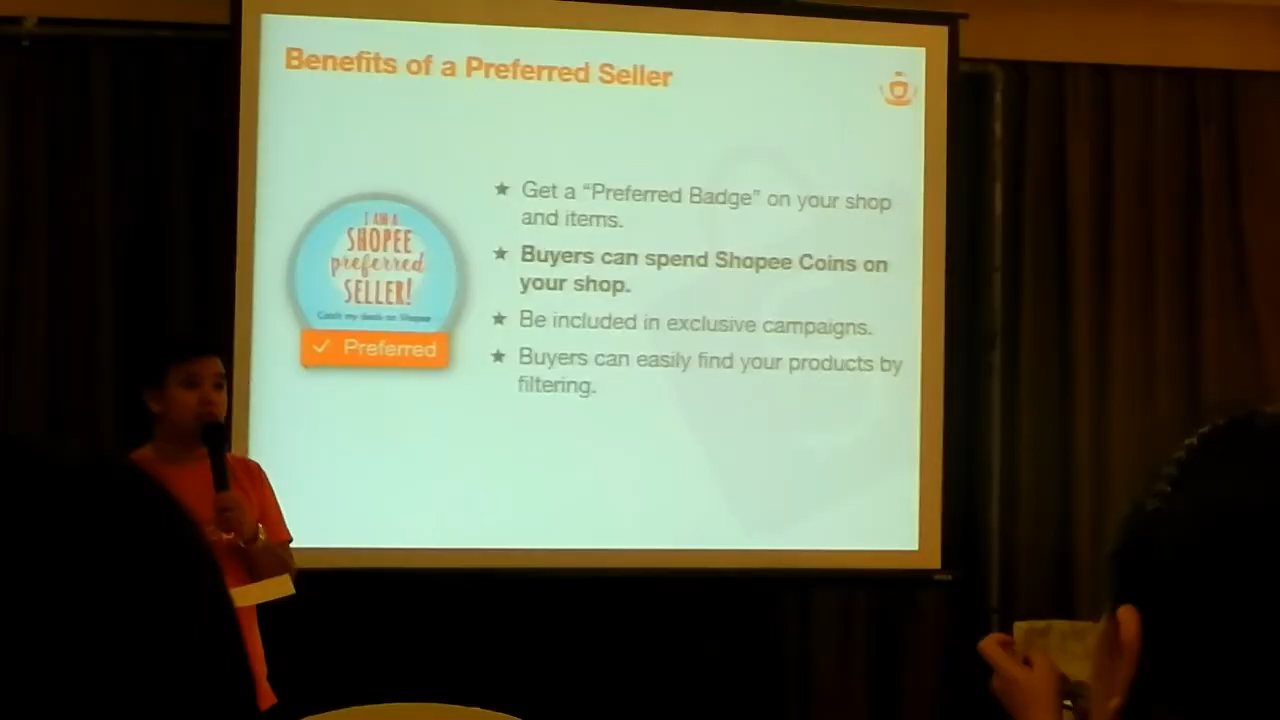 Benefits of a Preferred Seller
I AM A
SHOPEE
preferred
SELLER!
Catch my deals on Shopee
✓ Preferred
★ Get a “Preferred Badge” on your shop
and items.
★ Buyers can spend Shopee Coins on
your shop.
★ Be included in exclusive campaigns.
★ Buyers can easily find your products by
filtering.